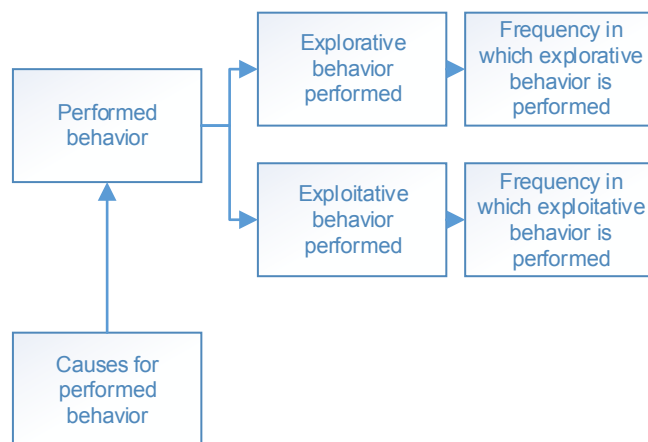 Explorative
behavior
performed
Frequency in
which explorative
behavior is
performed
Performed
behavior
Exploitative
behavior
performed
Frequency in
which exploitative
behavior is
performed
Causes for
performed
behavior